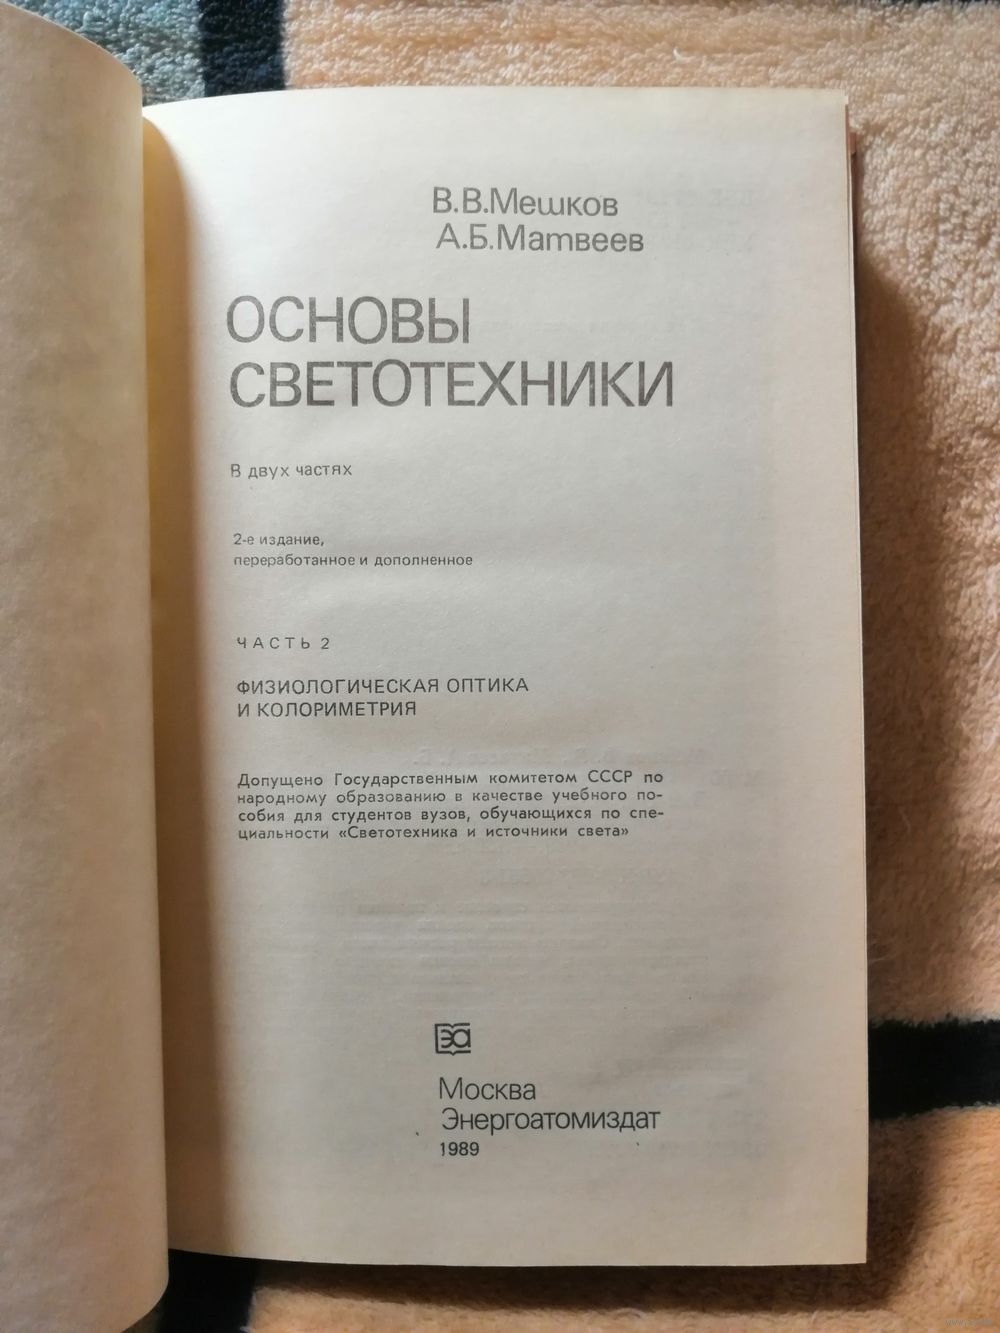 В.В.Мешков
А.Б.Матвеев
ОСНОВЫ
СВЕТОТЕХНИКИ
В двух частях
2-е издание,
переработанное и дополненное
ЧАСТЬ 2
ФИЗИОЛОГИЧЕСКАЯ ОПТИКА
И КОЛОРИМЕТРИЯ
Допущено Государственным комитетом СССР по
народному образованию в качестве учебного по-
собия для студентов вузов, обучающихся по спе-
циальности «Светотехника и источники света»
Москва
Энергоатомиздат
1989